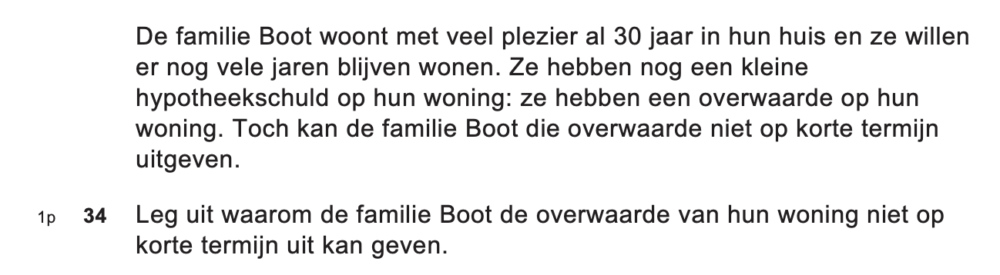 De familie Boot woont met veel plezier al 30 jaar in hun huis en ze willen
er nog vele jaren blijven wonen. Ze hebben nog een kleine
hypotheekschuld op hun woning: ze hebben een overwaarde op hun
woning. Toch kan de familie Boot die overwaarde niet op korte termijn
uitgeven.
1p 34 Leg uit waarom de familie Boot de overwaarde van hun woning niet op
korte termijn uit kan geven.